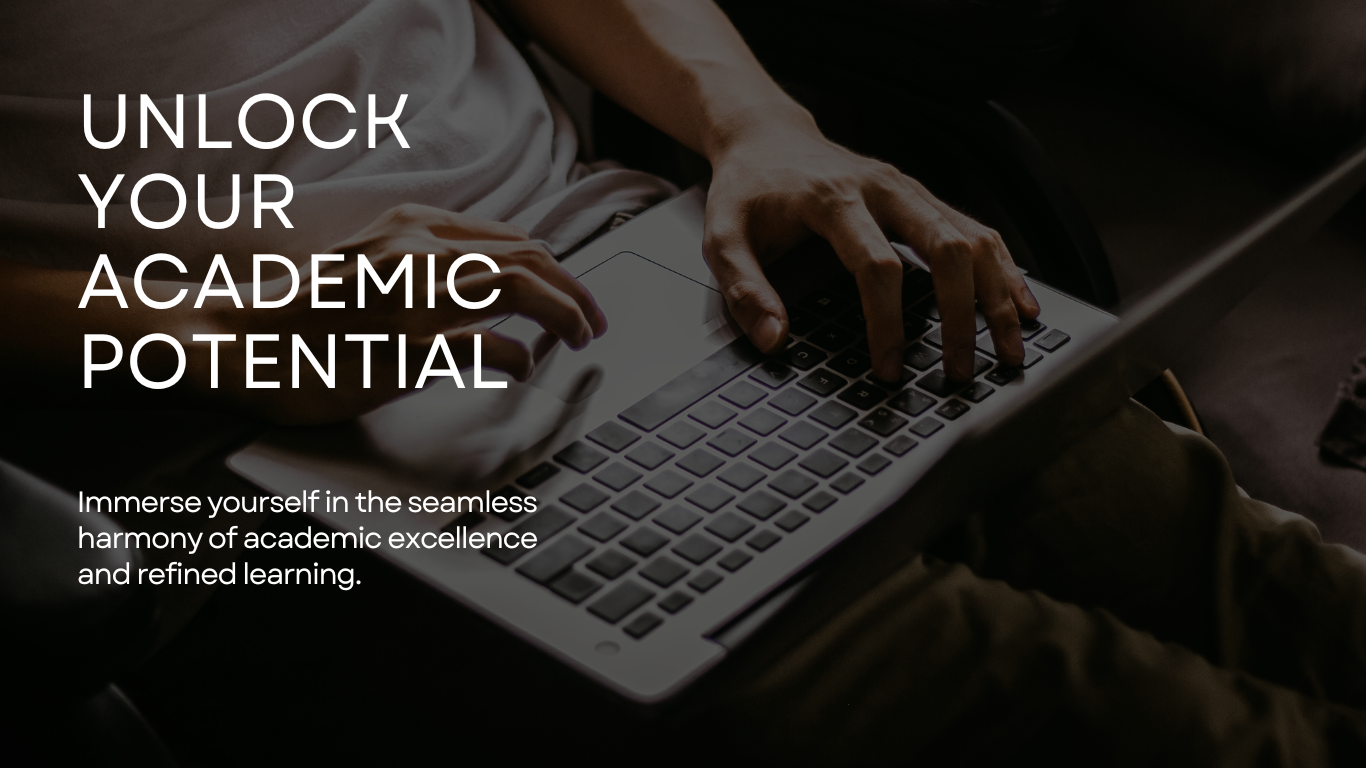 UNLOCK
YOUR
ACADEMIC
POTENTIAL
Immerse yourself in the seamless
harmony of academic excellence
and refined learning.